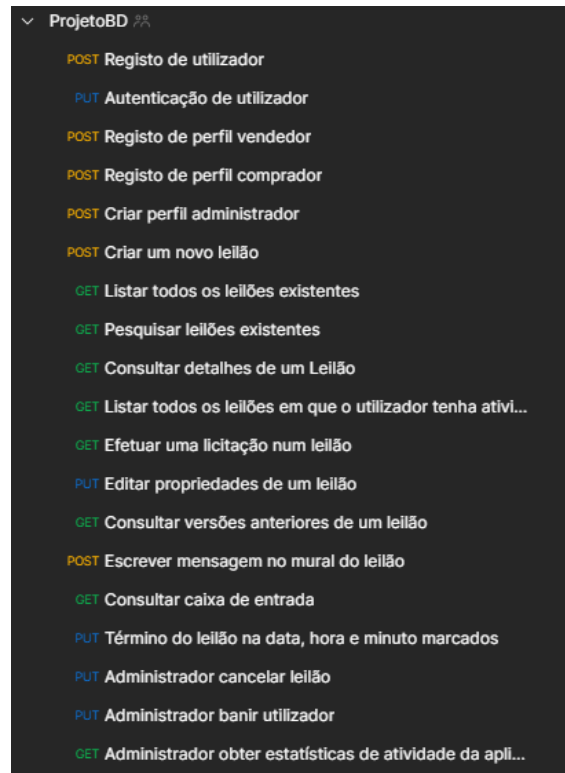 ProjetoBD
POST Registo de utilizador
PUT Autenticação de utilizador
POST Registo de perfil vendedor
POST Registo de perfil comprador
POST Criar perfil administrador
POST Criar um novo leilão
GET Listar todos os leilões existentes
GET Pesquisar leilões existentes
GET Consultar detalhes de um Leilão
GET Listar todos os leilões em que o utilizador tenha ativi...
GET Efetuar uma licitação num leilão
PUT Editar propriedades de um leilão
GET Consultar versões anteriores de um leilão
POST Escrever mensagem no mural do leilão
GET Consultar caixa de entrada
PUT Término do leilão na data, hora e minuto marcados
PUT Administrador cancelar leilão
PUT Administrador banir utilizador
GET Administrador obter estatísticas de atividade da apli...